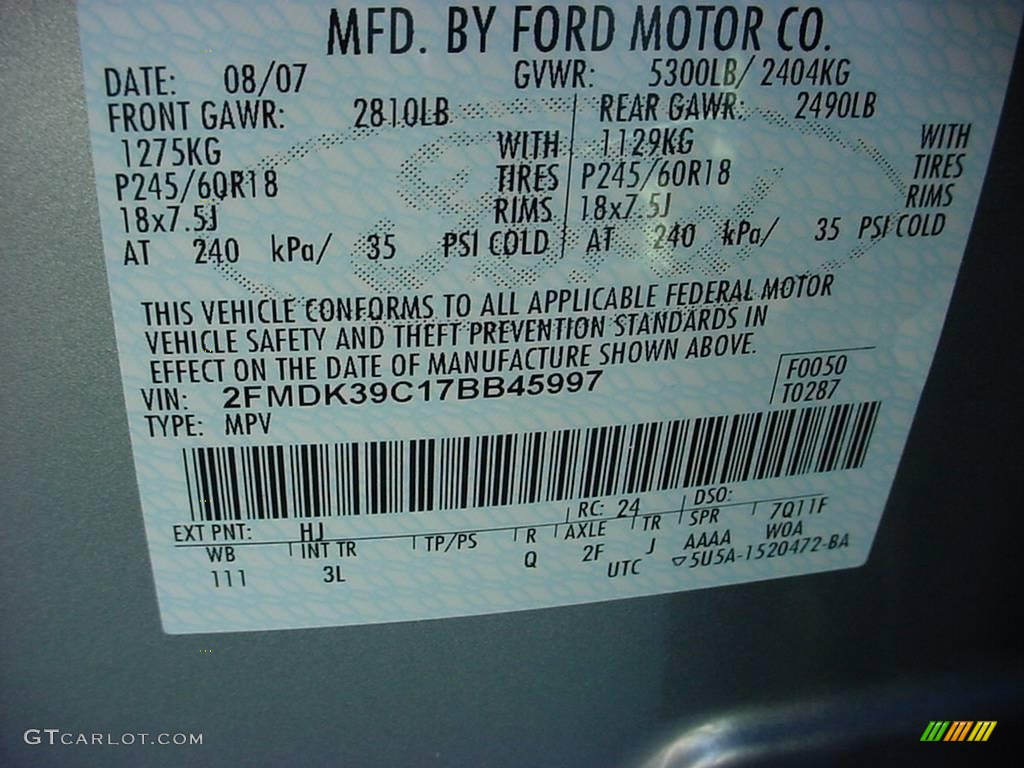 MFD. BY FORD MOTOR CO.
DATE: 08/07 GVWR: 5300LB/ 2404KG
FRONT GAWR: 2810LB REAR GAWR: 2490LB
1275KG WITH 1129KG WITH
P245/60R18 TIRES P245/60R18 TIRES
18x7.5J RIMS 18x7.5J RIMS
AT 240 kPa/ 35 PSI COLD AT 240 kPa/ 35 PSI COLD
THIS VEHICLE CONFORMS TO ALL APPLICABLE FEDERAL MOTOR
VEHICLE SAFETY AND THEFT PREVENTION STANDARDS IN
EFFECT ON THE DATE OF MANUFACTURE SHOWN ABOVE.
VIN: 2FMDK39C17BB45997 F0050
TYPE: MPV T0287
EXT PNT: HJ RC: 24 DSO:
WB INT TR TP/PS R AXLE TR SPR 7Q11F
111 3L Q 2F J AAAA WOA
UTC ▽5U5A-1520472-BA
GTCARLOT.COM